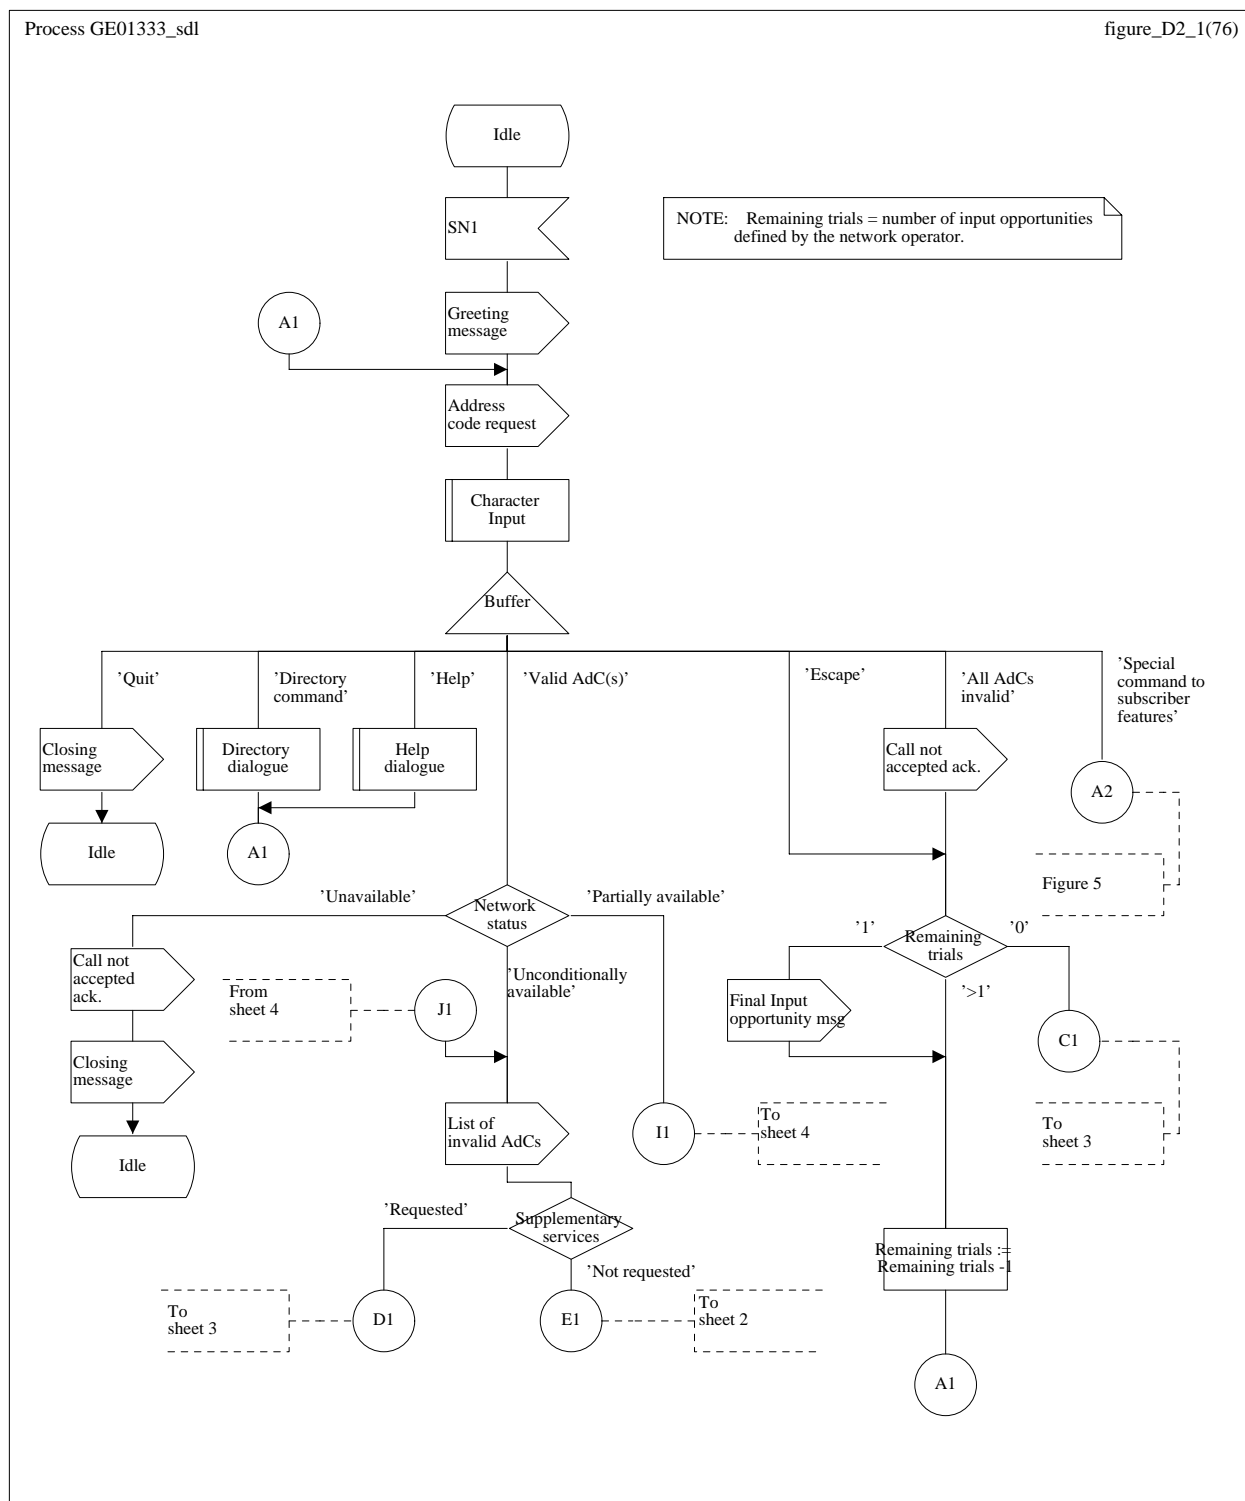 Process GE01333_sdl
figure_D2_1(76)
Idle
SN1
NOTE: Remaining trials = number of input opportunities
defined by the network operator.
A1
Greeting
message
Address
code request
Character
Input
Buffer
'Quit'
'Directory
command'
'Help'
'Valid AdC(s)'
'Escape'
'All AdCs
invalid'
'Special
command to
subscriber
features'
Closing
message
Directory
dialogue
Help
dialogue
Call not
accepted ack.
A2
Idle
A1
Figure 5
'Unavailable'
Network
status
'Partially available'
'1'
Remaining
trials
'0'
Call not
accepted
ack.
From
sheet 4
J1
'Unconditionally
available'
Final Input
opportunity msg
'>1'
C1
Closing
message
List of
invalid AdCs
I1
To
sheet 4
To
sheet 3
Idle
'Requested'
Supplementary
services
'Not requested'
Remaining trials :=
Remaining trials -1
To
sheet 3
D1
E1
To
sheet 2
A1